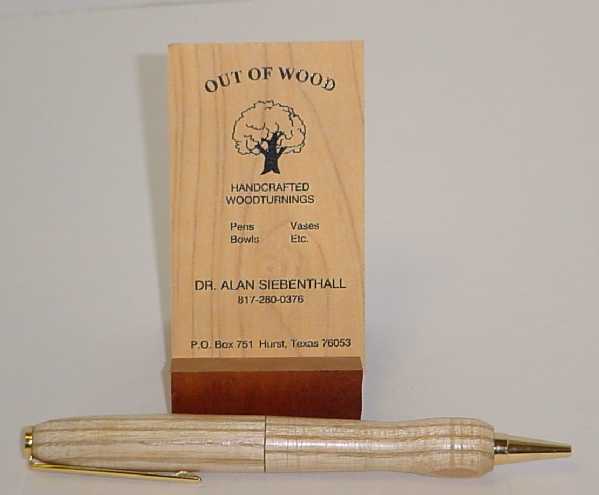 OUT OF WOOD
HANDCRAFTED
WOODTURNINGS
Pens Vases
Bowls Etc.
DR. ALAN SIEBENTHALL
817-280-0376
P.O. Box 751 Hurst, Texas 76053